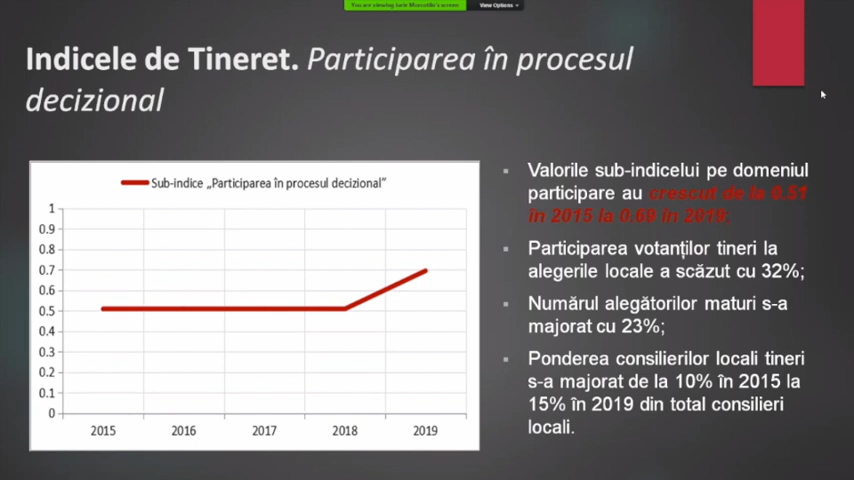 You are viewing
screen
View Options
Indicele de Tineret. Participarea în procesul
decizional
Sub-indice „Participarea în procesul decizional”
1
0.9
0.8
0.7
0.6
0.5
0.4
0.3
0.2
0.1
0
2015 2016 2017 2018 2019
Valorile sub-indicelui pe domeniul
participare au crescut de la 0.51
în 2015 la 0.69 în 2019;
Participarea votanților tineri la
alegerile locale a scăzut cu 32%;
Numărul alegătorilor maturi s-a
majorat cu 23%;
Ponderea consilierilor locali tineri
s-a majorat de la 10% în 2015 la
15% în 2019 din total consilieri
locali.